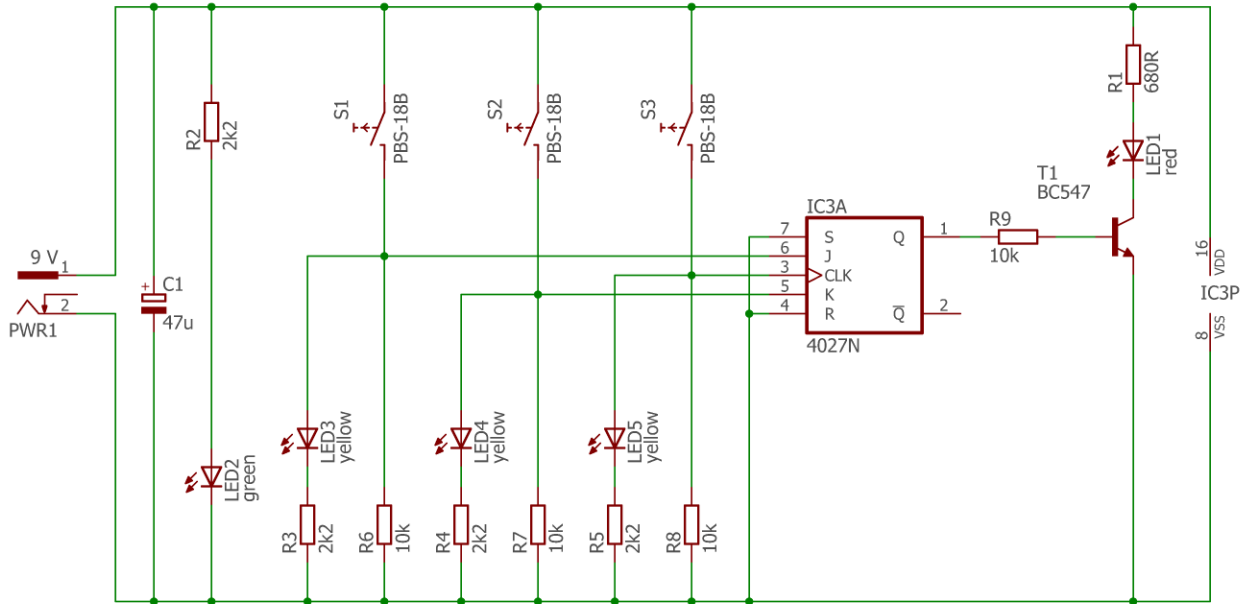 9 V
1
2
PWR1
+
C1
47u
R2
2k2
LED2
green
S1
PBS-18B
S2
PBS-18B
S3
PBS-18B
LED3
yellow
LED4
yellow
LED5
yellow
R3
2k2
R6
10k
R4
2k2
R7
10k
R5
2k2
R8
10k
IC3A
7
6
3
5
4
S
J
CLK
K
R
Q
Q̅
1
2
4027N
R9
10k
T1
BC547
R1
680R
LED1
red
16
VDD
IC3P
8
VSS